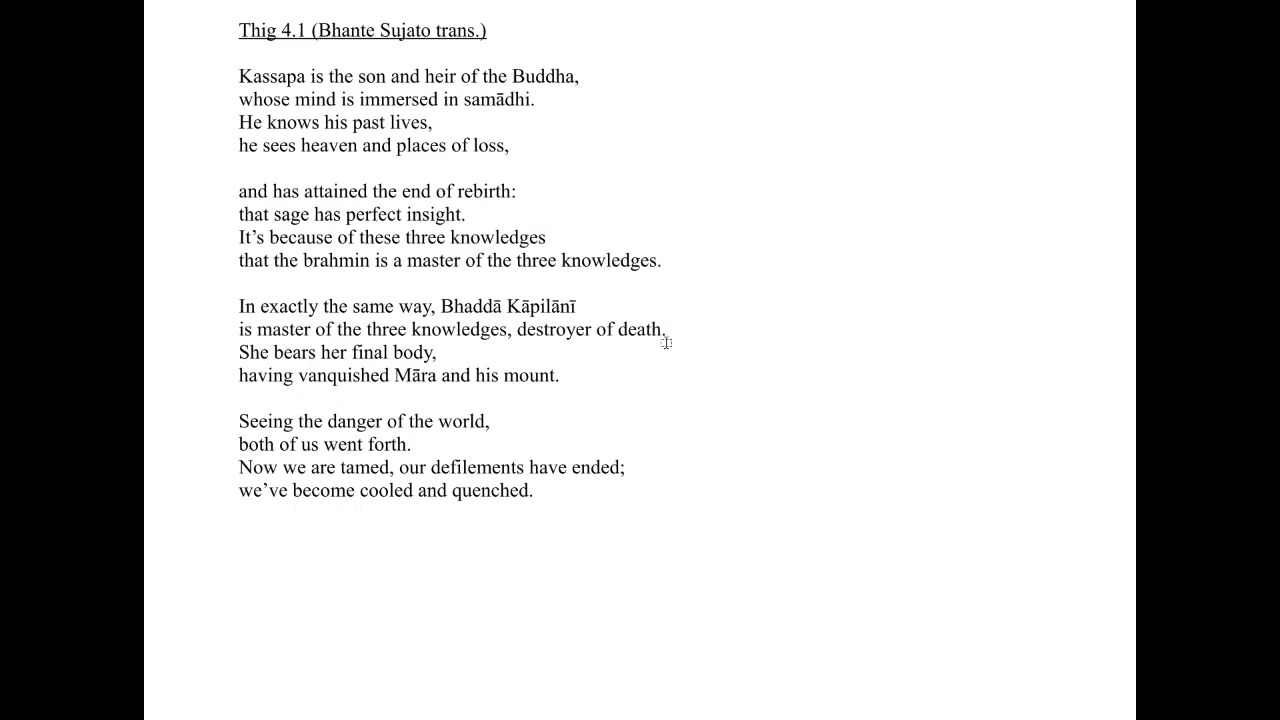 Thig 4.1 (Bhante Sujato trans.)
Kassapa is the son and heir of the Buddha,
whose mind is immersed in samādhi.
He knows his past lives,
he sees heaven and places of loss,
and has attained the end of rebirth:
that sage has perfect insight.
It’s because of these three knowledges
that the brahmin is a master of the three knowledges.
In exactly the same way, Bhaddā Kāpilānī
is master of the three knowledges, destroyer of death.
She bears her final body,
having vanquished Māra and his mount.
Seeing the danger of the world,
both of us went forth.
Now we are tamed, our defilements have ended;
we’ve become cooled and quenched.